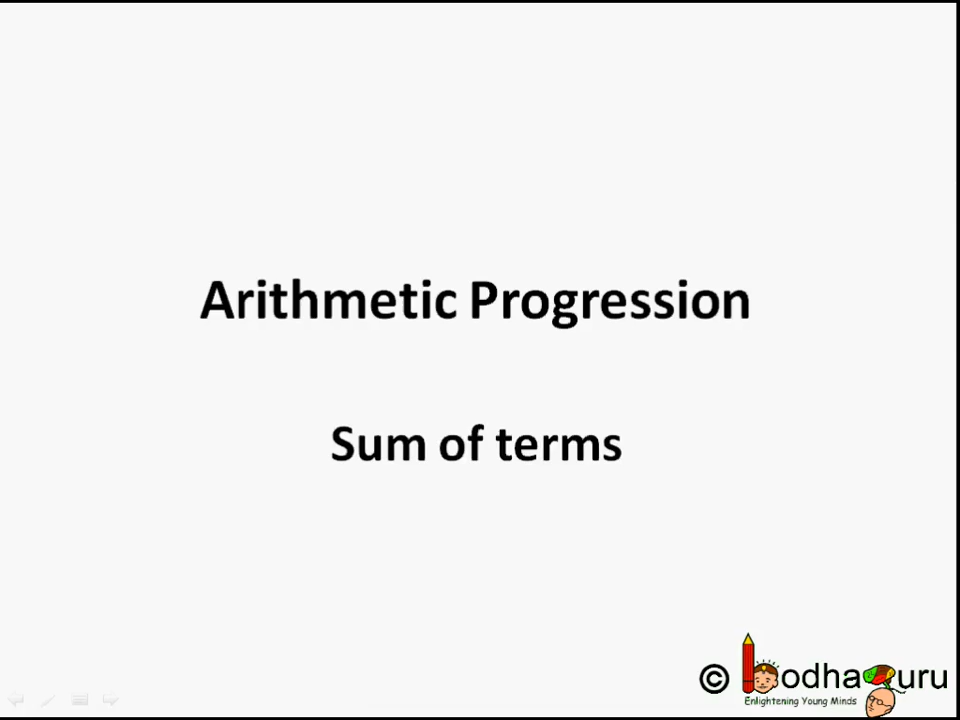 Arithmetic Progression
Sum of terms
© bodhaGuru
Enlightening Young Minds